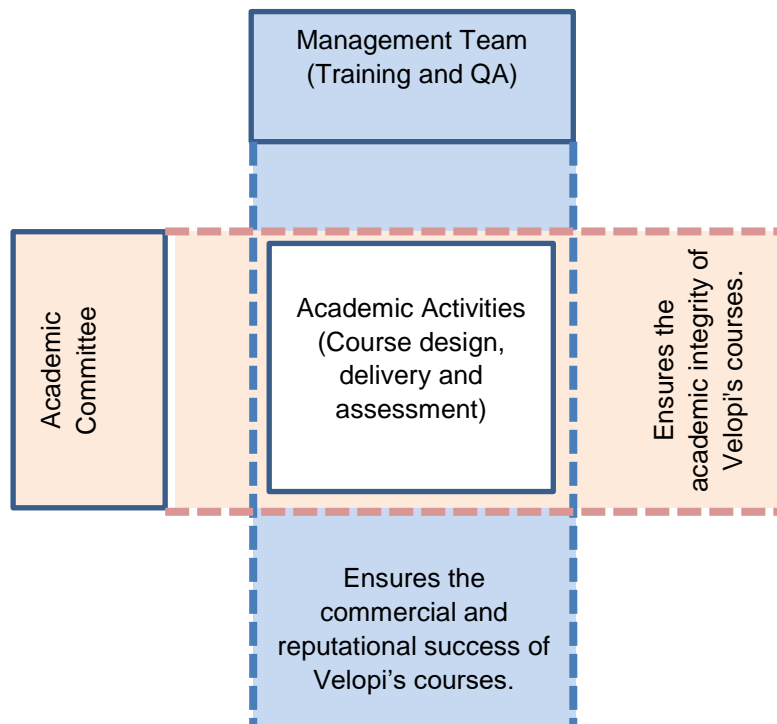 Management Team
(Training and QA)
Academic
Committee
Academic Activities
(Course design,
delivery and
assessment)
Ensures the
academic integrity of
Velopi's courses.
Ensures the
commercial and
reputational success of
Velopi’s courses.